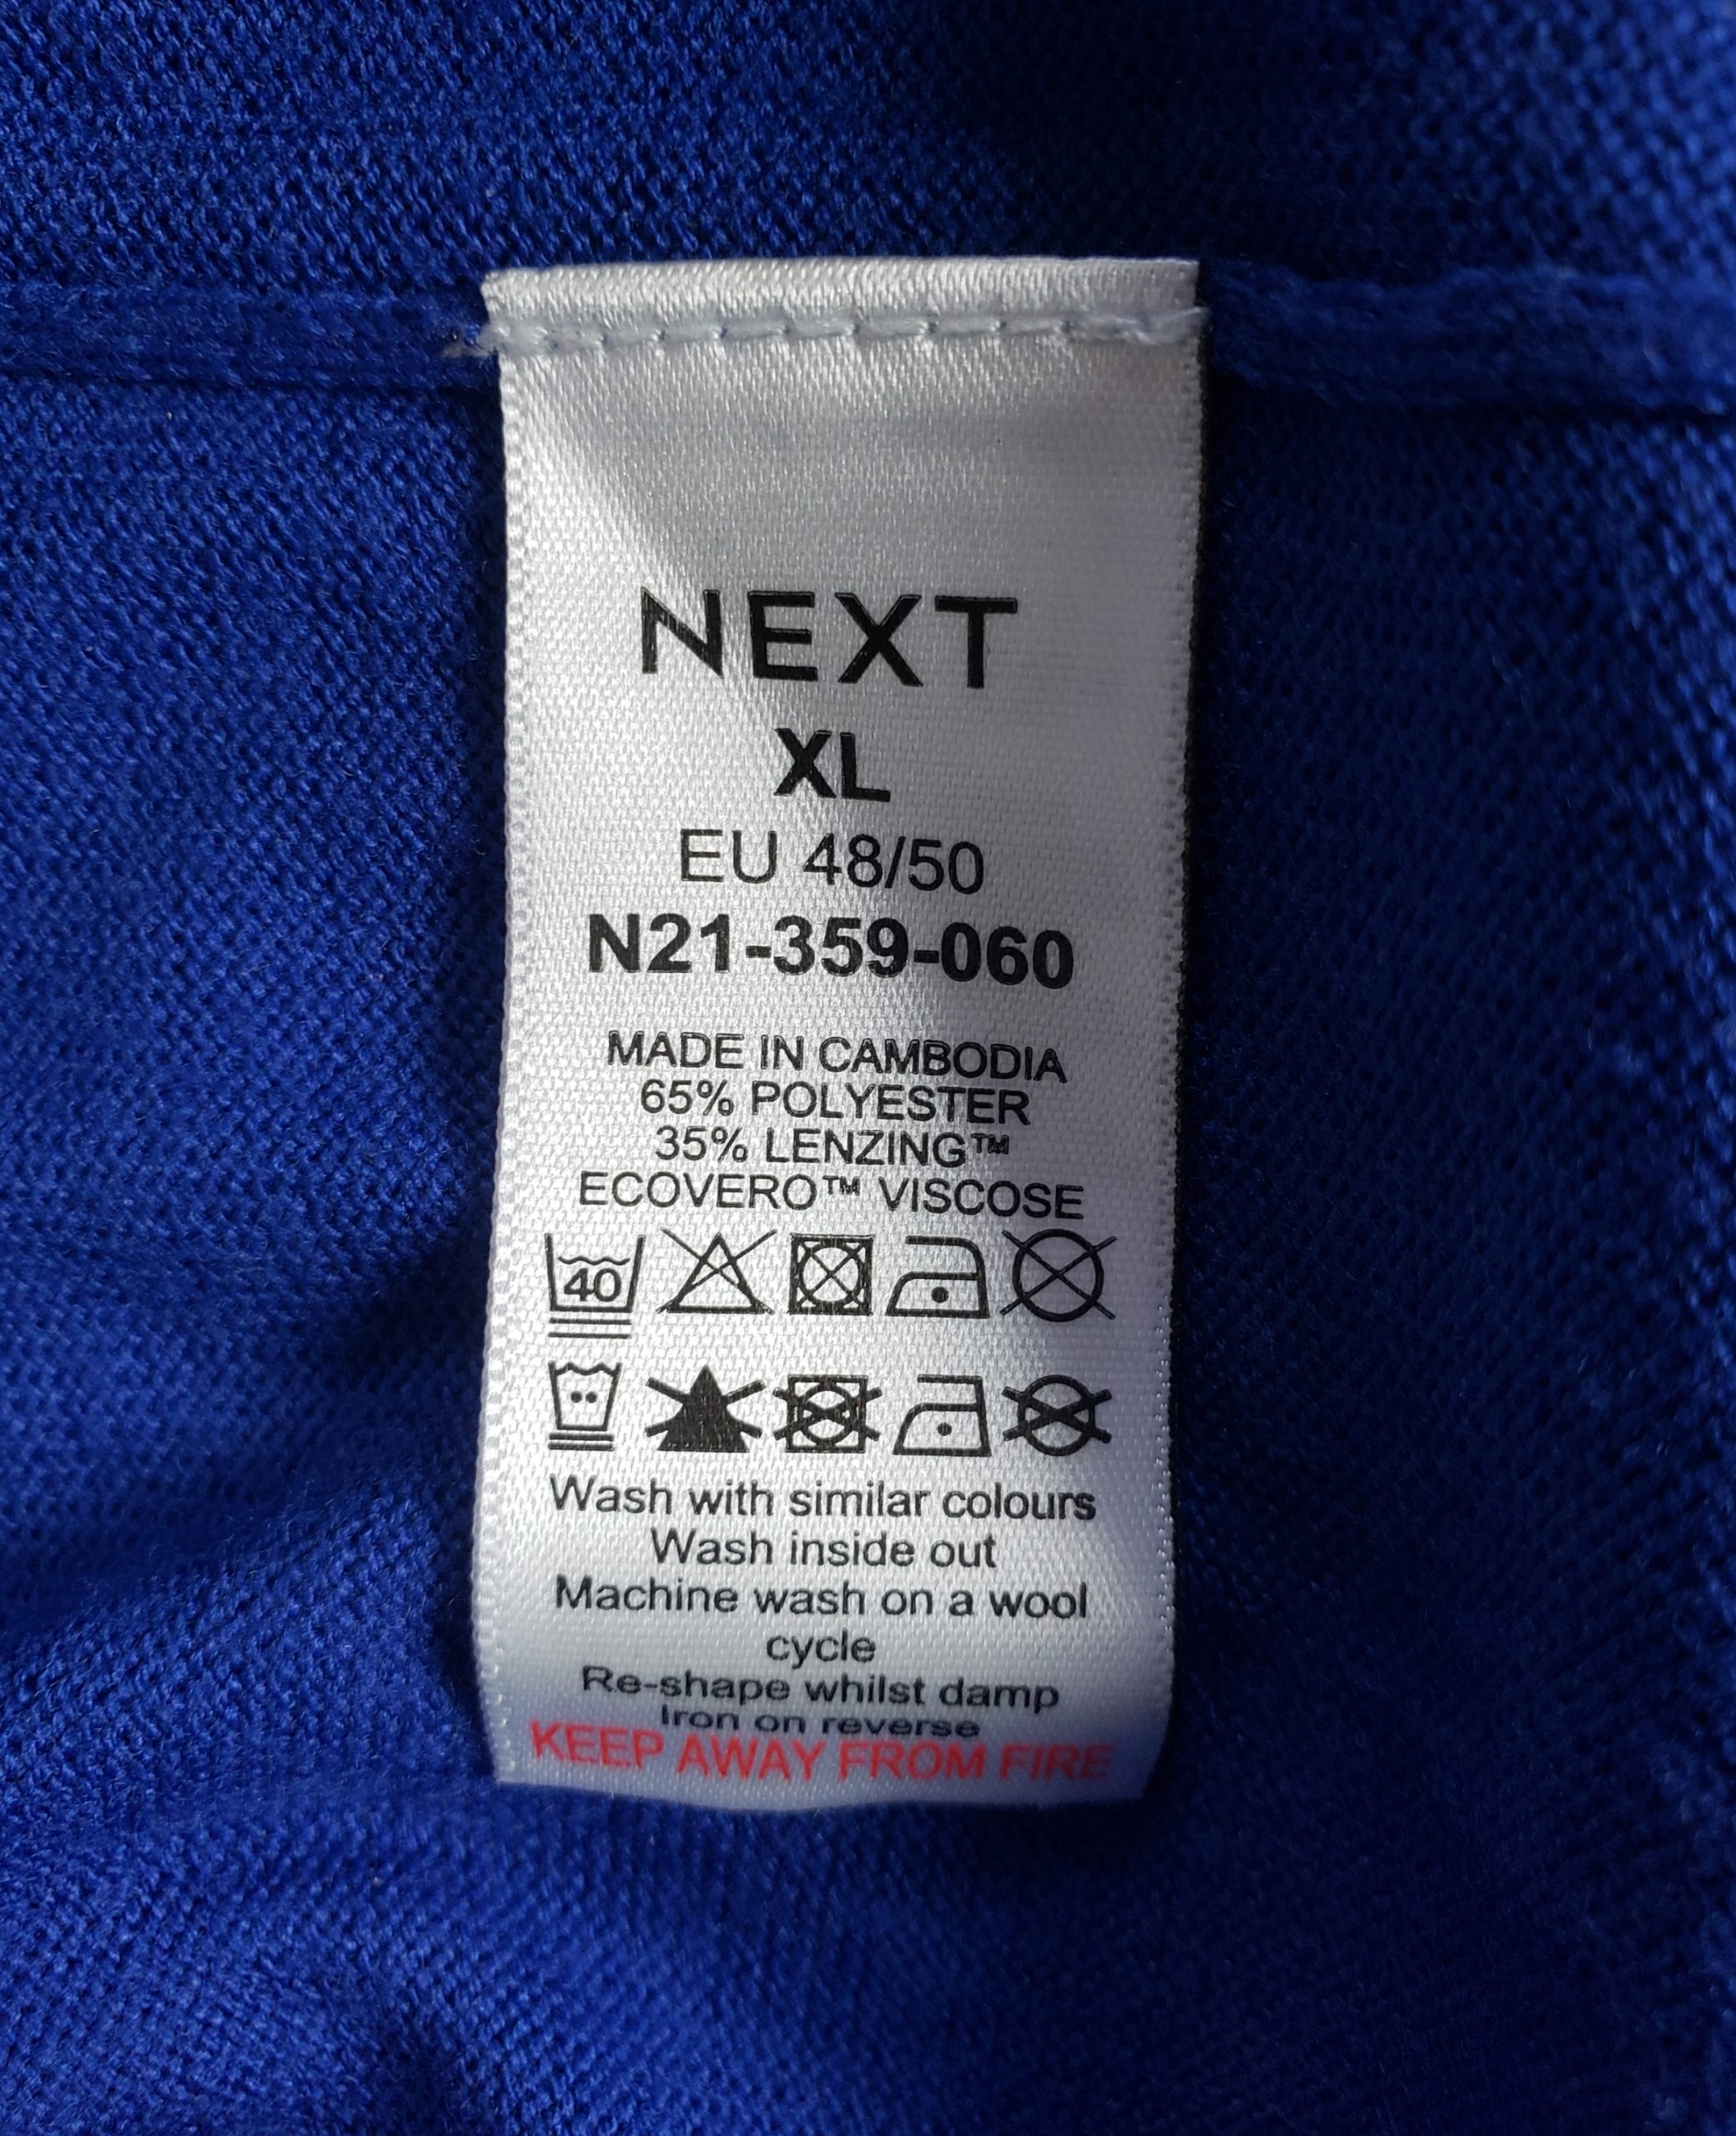 NEXT
XL
EU 48/50
N21-359-060
MADE IN CAMBODIA
65% POLYESTER
35% LENZING™
ECOVERO™ VISCOSE
40
Wash with similar colours
Wash inside out
Machine wash on a wool
cycle
Re-shape whilst damp
Iron on reverse
KEEP AWAY FROM FIRE